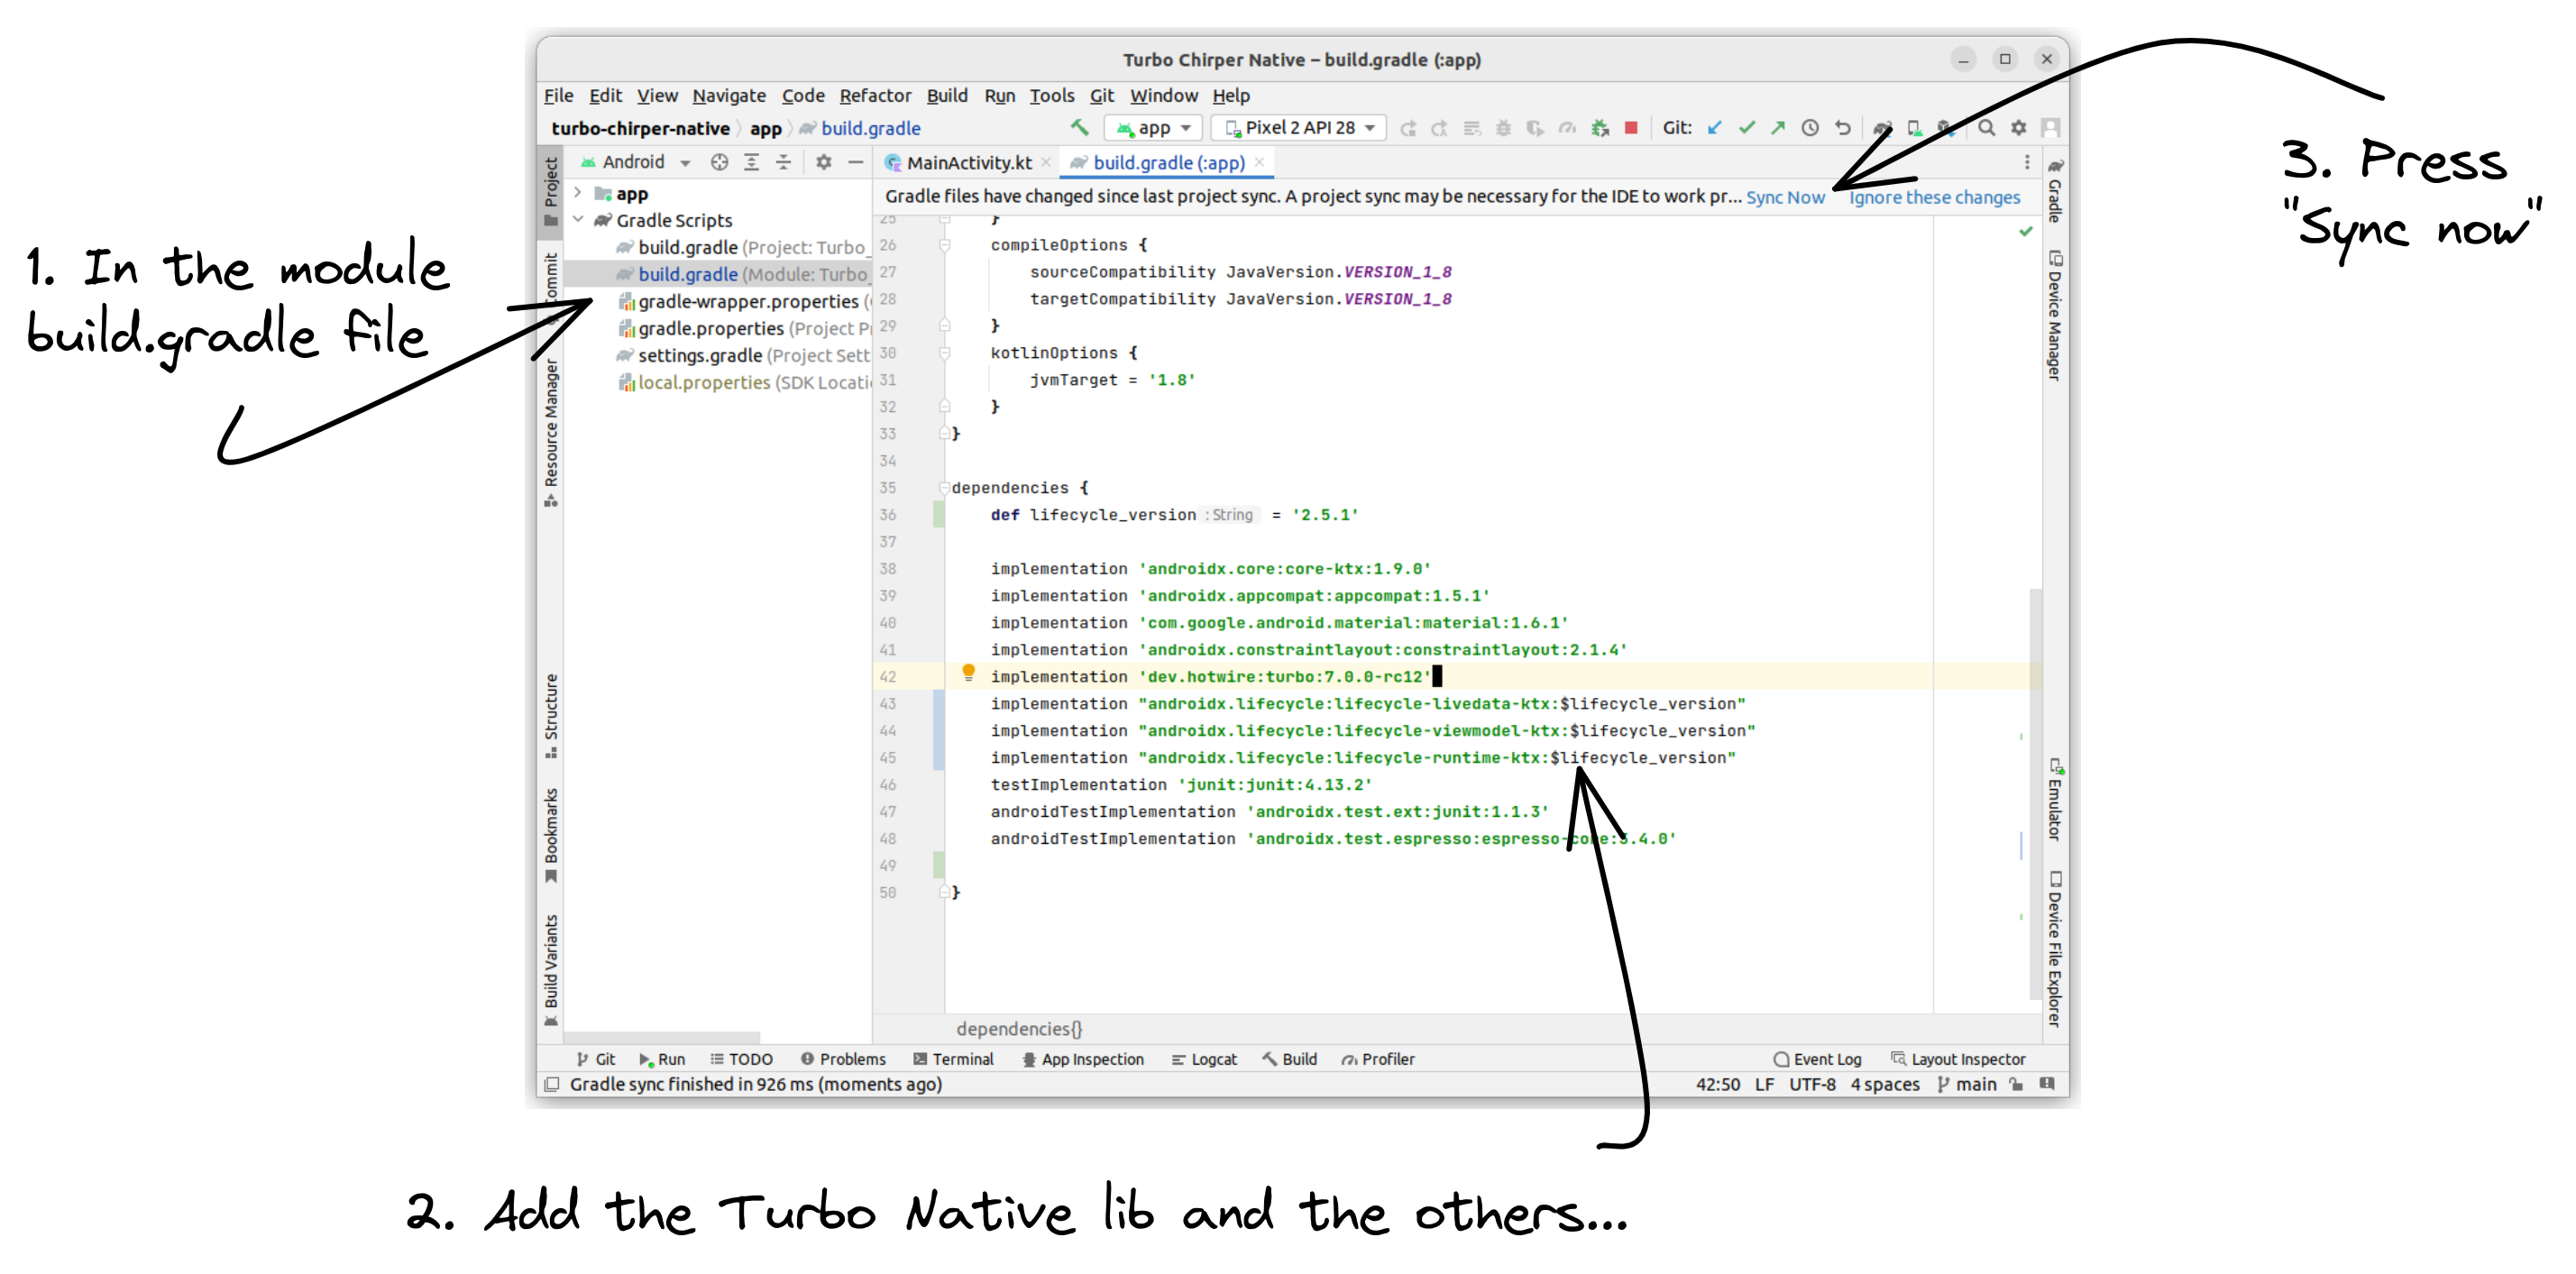 Turbo Chirper Native – build.gradle (:app)
File Edit View Navigate Code Refactor Build Run Tools Git Window Help
turbo-chirper-native app build.gradle app Pixel 2 API 28 Git:
Project
Commit
Resource Manager
Structure
Bookmarks
Build Variants
Android
app
Gradle Scripts
build.gradle (Project: Turbo_
build.gradle (Module: Turbo_
gradle-wrapper.properties (
gradle.properties (Project P
settings.gradle (Project Sett
local.properties (SDK Locati
MainActivity.kt build.gradle (:app)
Gradle files have changed since last project sync. A project sync may be necessary for the IDE to work pr... Sync Now Ignore these changes
25 }
26 compileOptions {
27 sourceCompatibility JavaVersion.VERSION_1_8
28 targetCompatibility JavaVersion.VERSION_1_8
29 }
30 kotlinOptions {
31 jvmTarget = '1.8'
32 }
33 }
34
35 dependencies {
36 def lifecycle_version : String = '2.5.1'
37
38 implementation 'androidx.core:core-ktx:1.9.0'
39 implementation 'androidx.appcompat:appcompat:1.5.1'
40 implementation 'com.google.android.material:material:1.6.1'
41 implementation 'androidx.constraintlayout:constraintlayout:2.1.4'
42 implementation 'dev.hotwire:turbo:7.0.0-rc12'
43 implementation "androidx.lifecycle:lifecycle-livedata-ktx:$lifecycle_version"
44 implementation "androidx.lifecycle:lifecycle-viewmodel-ktx:$lifecycle_version"
45 implementation "androidx.lifecycle:lifecycle-runtime-ktx:$lifecycle_version"
46 testImplementation 'junit:junit:4.13.2'
47 androidTestImplementation 'androidx.test.ext:junit:1.1.3'
48 androidTestImplementation 'androidx.test.espresso:espresso-core:3.4.0'
49
50 }
dependencies{}
Gradle
Device Manager
Emulator
Device File Explorer
Git Run TODO Problems Terminal App Inspection Logcat Build Profiler Event Log Layout Inspector
Gradle sync finished in 926 ms (moments ago) 42:50 LF UTF-8 4 spaces main
1. In the module
build.gradle file
2. Add the Turbo Native lib and the others...
3. Press
"Sync now"